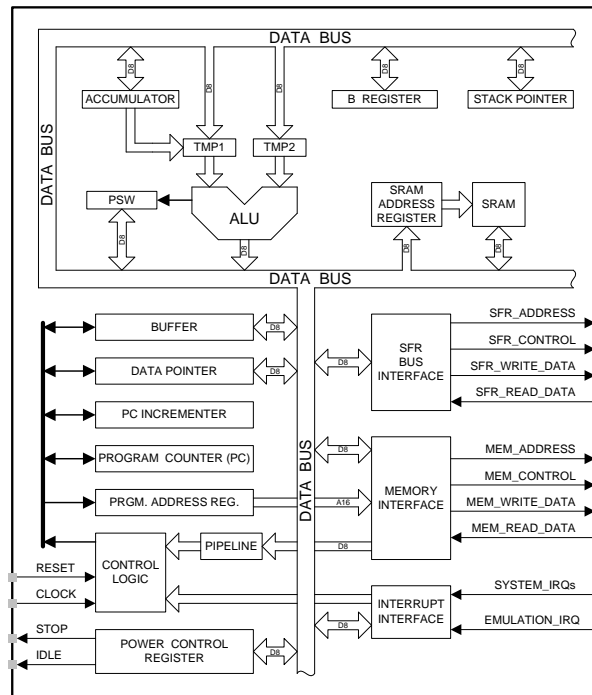 DATA BUS
D8
D8
D8
D8
D8
ACCUMULATOR
B REGISTER
STACK POINTER
DATA BUS
TMP1
TMP2
PSW
ALU
SRAM
ADDRESS
REGISTER
SRAM
D8
D8
D8
D8
DATA BUS
BUFFER
D8
DATA POINTER
D8
PC INCREMENTER
PROGRAM COUNTER (PC)
PRGM. ADDRESS REG.
A16
DATA BUS
D8
SFR
BUS
INTERFACE
SFR_ADDRESS
SFR_CONTROL
SFR_WRITE_DATA
SFR_READ_DATA
D8
MEMORY
INTERFACE
MEM_ADDRESS
MEM_CONTROL
MEM_WRITE_DATA
MEM_READ_DATA
CONTROL
LOGIC
PIPELINE
D8
RESET
CLOCK
STOP
IDLE
POWER CONTROL
REGISTER
D8
D8
INTERRUPT
INTERFACE
SYSTEM_IRQs
EMULATION_IRQ